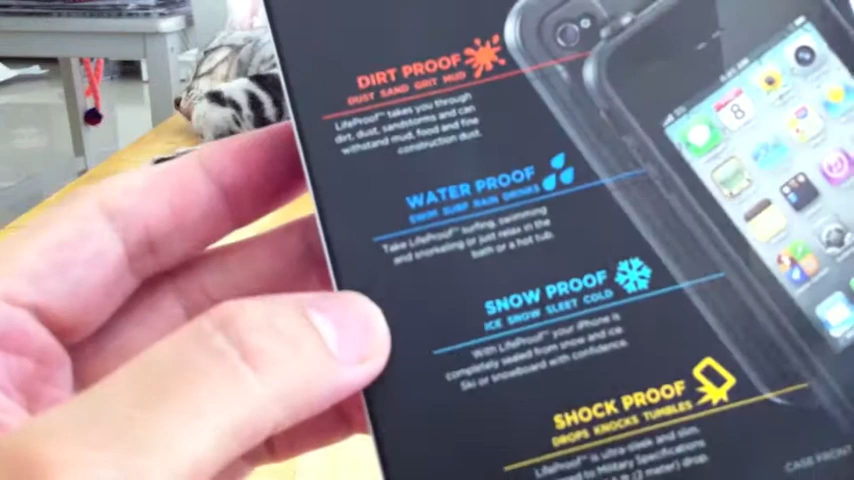 DIRT PROOF
DUST SAND GRIT MUD
LifeProof™ takes you through
dirt, dust, sandstorms and can
withstand mud, food and fine
construction dust.
WATER PROOF
SWIM SURF RAIN DRINKS
Take LifeProof™ surfing, swimming
and snorkeling or just relax in the
bath or a hot tub.
SNOW PROOF
ICE SNOW SLEET COLD
With LifeProof™ your iPhone is
completely sealed from snow and ice.
Ski or snowboard with confidence.
SHOCK PROOF
DROPS KNOCKS TUMBLES
LifeProof™ is ultra-sleek and slim.
to Military Specifications
(2 meter) drop.
CASE FRONT
8